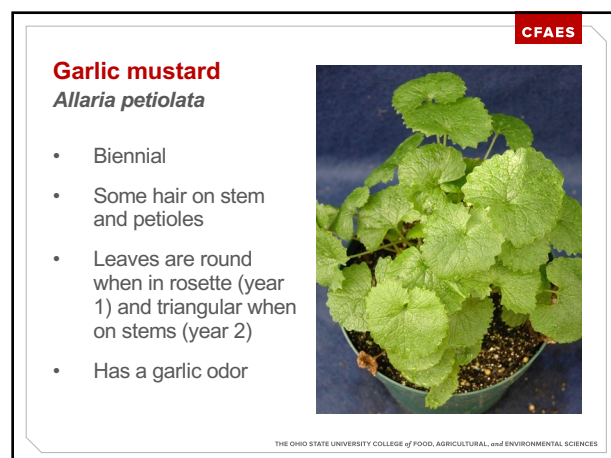 CFAES
Garlic mustard
Allaria petiolata
• Biennial
• Some hair on stem
and petioles
• Leaves are round
when in rosette (year
1) and triangular when
on stems (year 2)
• Has a garlic odor
THE OHIO STATE UNIVERSITY COLLEGE of FOOD, AGRICULTURAL, and ENVIRONMENTAL SCIENCES